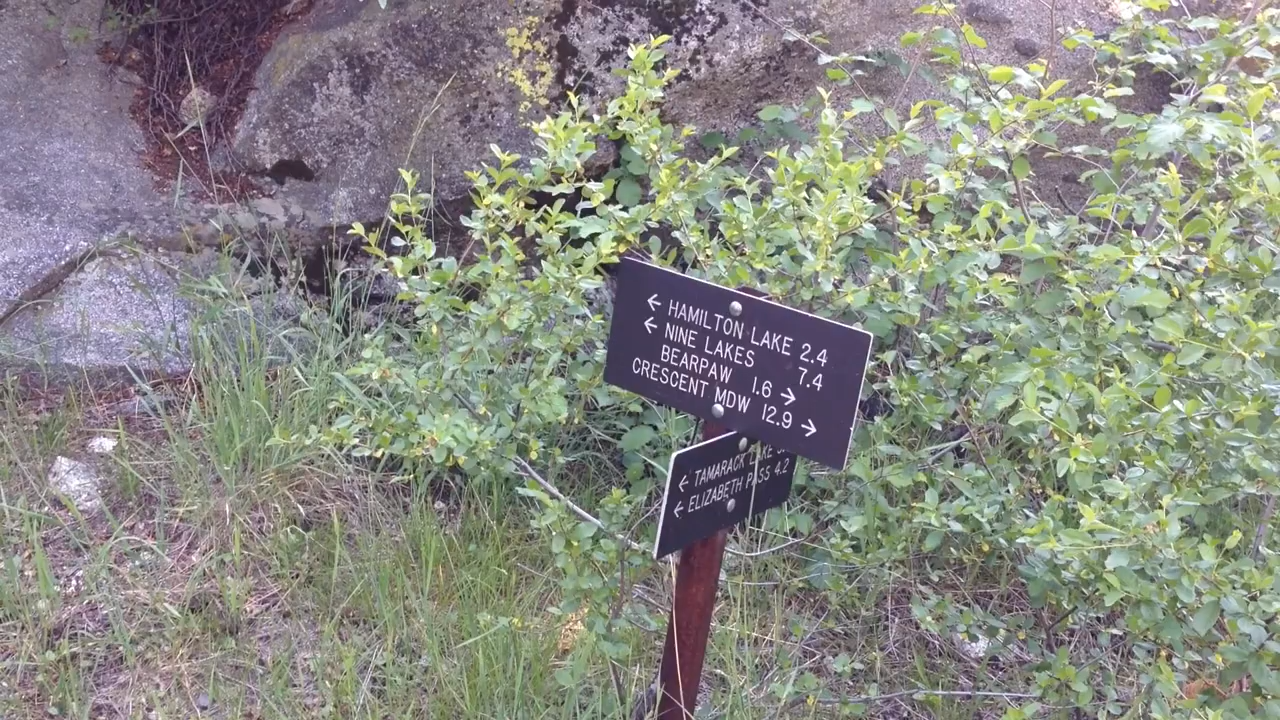 ← HAMILTON LAKE 2.4
← NINE LAKES 7.4
BEARPAW 1.6 →
CRESCENT MDW 12.9 →
← TAMARACK LAKE
← ELIZABETH PASS 4.2